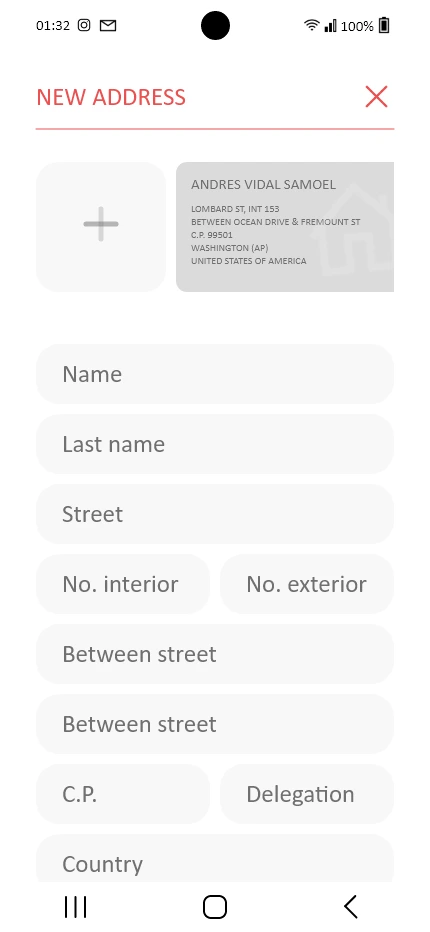 01:32 100%
NEW ADDRESS
ANDRES VIDAL SAMOEL
LOMBARD ST, INT 153
BETWEEN OCEAN DRIVE & FREMOUNT ST
C.P. 99501
WASHINGTON (AP)
UNITED STATES OF AMERICA
Name
Last name
Street
No. interior No. exterior
Between street
Between street
C.P. Delegation
Country